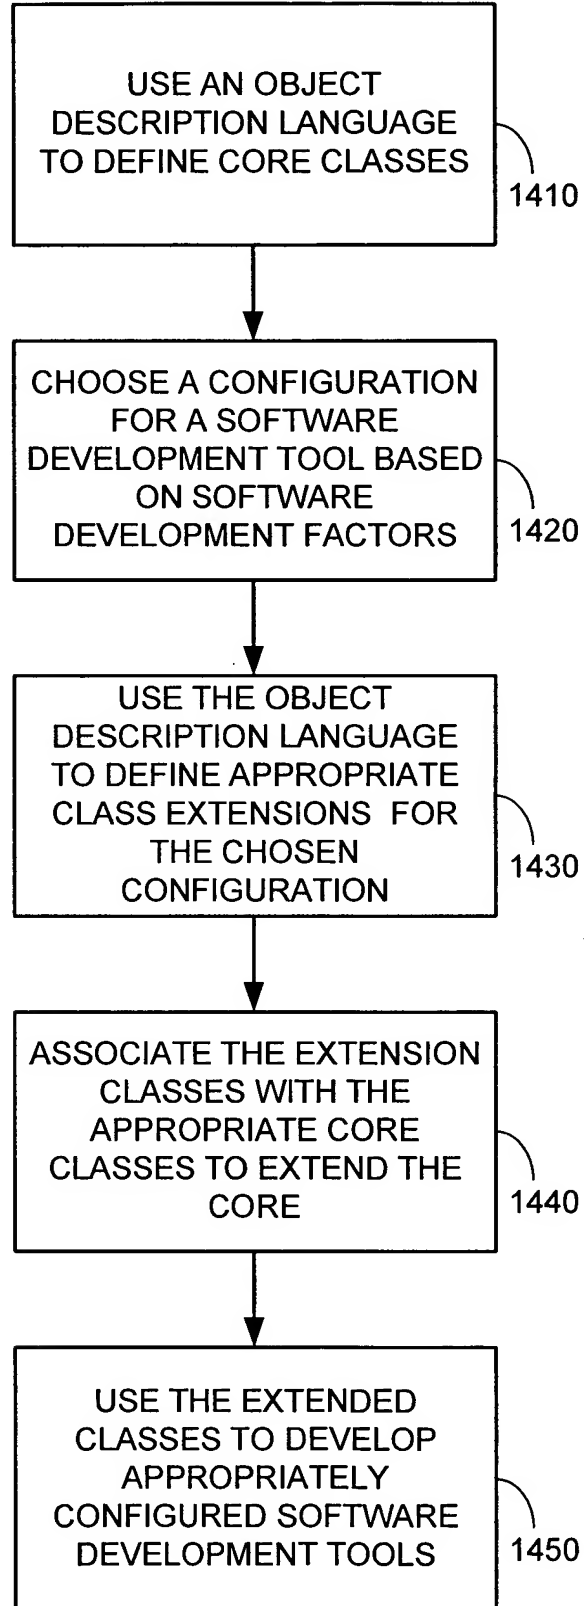 USE AN OBJECT
DESCRIPTION LANGUAGE
TO DEFINE CORE CLASSES
1410
CHOOSE A CONFIGURATION
FOR A SOFTWARE
DEVELOPMENT TOOL BASED
ON SOFTWARE
DEVELOPMENT FACTORS
1420
USE THE OBJECT
DESCRIPTION LANGUAGE
TO DEFINE APPROPRIATE
CLASS EXTENSIONS FOR
THE CHOSEN
CONFIGURATION
1430
ASSOCIATE THE EXTENSION
CLASSES WITH THE
APPROPRIATE CORE
CLASSES TO EXTEND THE
CORE
1440
USE THE EXTENDED
CLASSES TO DEVELOP
APPROPRIATELY
CONFIGURED SOFTWARE
DEVELOPMENT TOOLS
1450